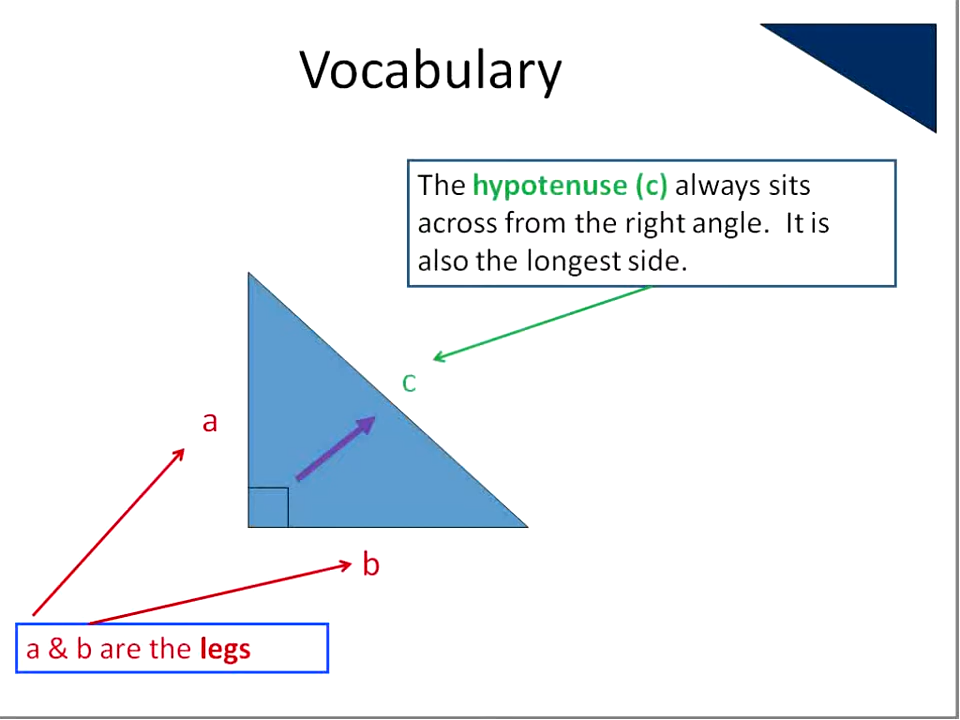 Vocabulary
The hypotenuse (c) always sits
across from the right angle.  It is
also the longest side.
c
a
b
a & b are the legs